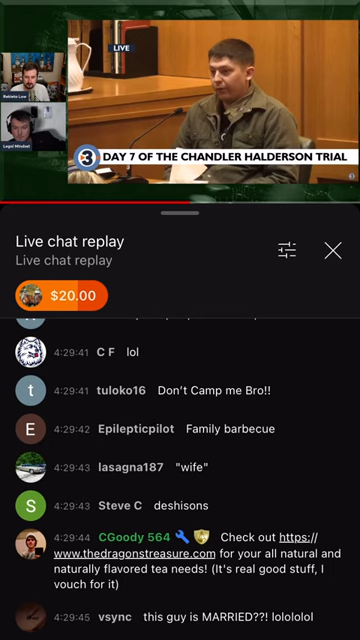 LIVE
Rekieta Law
Legal Mindset
3
DAY 7 OF THE CHANDLER HALDERSON TRIAL
3
Live chat replay
Live chat replay
$20.00
4:29:41 C F lol
t
4:29:41 tuloko16 Don't Camp me Bro!!
E
4:29:42 Epilepticpilot Family barbecue
4:29:43 lasagna187 "wife"
S
4:29:43 Steve C deshisons
4:29:44 CGoody 564 Check out https://
www.thedragonstreasure.com for your all natural and
naturally flavored tea needs! (It's real good stuff, I
vouch for it)
4:29:45 vsync this guy is MARRIED??! lolololol